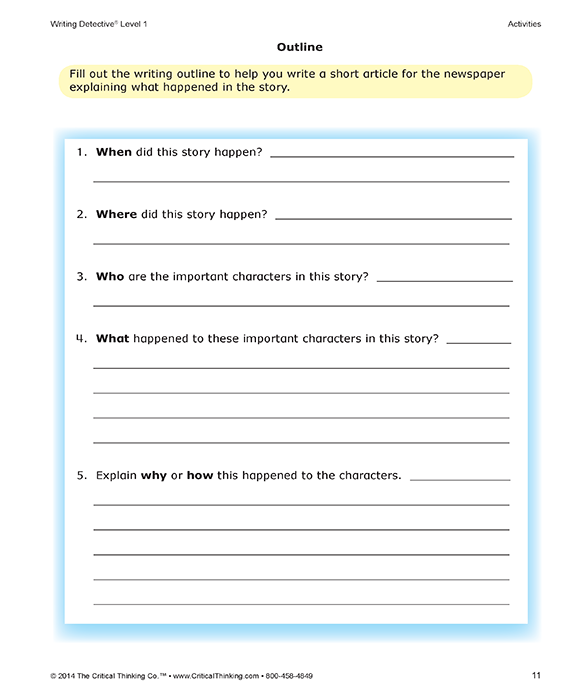 Writing Detective® Level 1
Activities
Outline
Fill out the writing outline to help you write a short article for the newspaper
explaining what happened in the story.
1. When did this story happen?
2. Where did this story happen?
3. Who are the important characters in this story?
4. What happened to these important characters in this story?
5. Explain why or how this happened to the characters.
© 2014 The Critical Thinking Co.™ • www.CriticalThinking.com • 800-458-4849
11